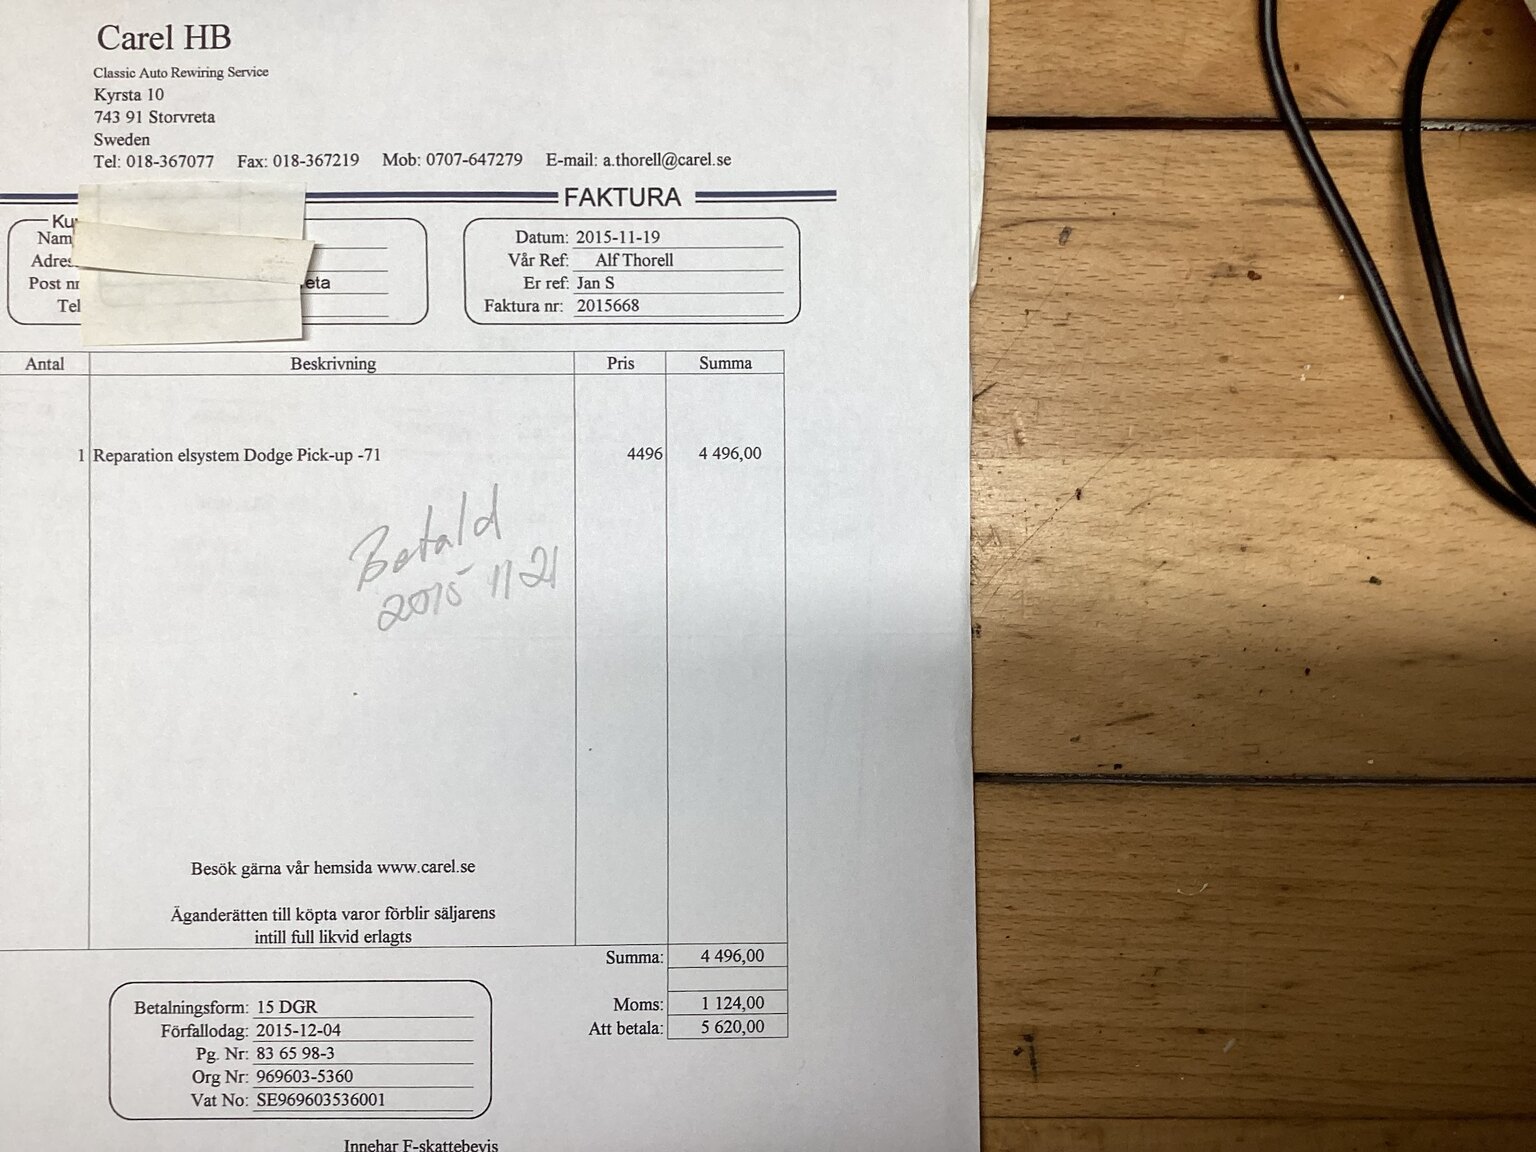 Carel HB
Classic Auto Rewiring Service
Kyrsta 10
743 91 Storvreta
Sweden
Tel: 018-367077 Fax: 018-367219 Mob: 0707-647279 E-mail: a.thorell@carel.se
FAKTURA
Datum: 2015-11-19
Vår Ref: Alf Thorell
Post nr
Er ref: Jan S
Tel
Faktura nr: 2015668
Antal Beskrivning Pris Summa
1 Reparation elsystem Dodge Pick-up -71 4496 4 496,00
Betald
2015 11 21
Besök gärna vår hemsida www.carel.se
Äganderätten till köpta varor förblir säljarens
intill full likvid erlagts
Summa: 4 496,00
Moms: 1 124,00
Att betala: 5 620,00
Betalningsform: 15 DGR
Förfallodag: 2015-12-04
Pg. Nr: 83 65 98-3
Org Nr: 969603-5360
Vat No: SE969603536001
Innehar F-skattebevis